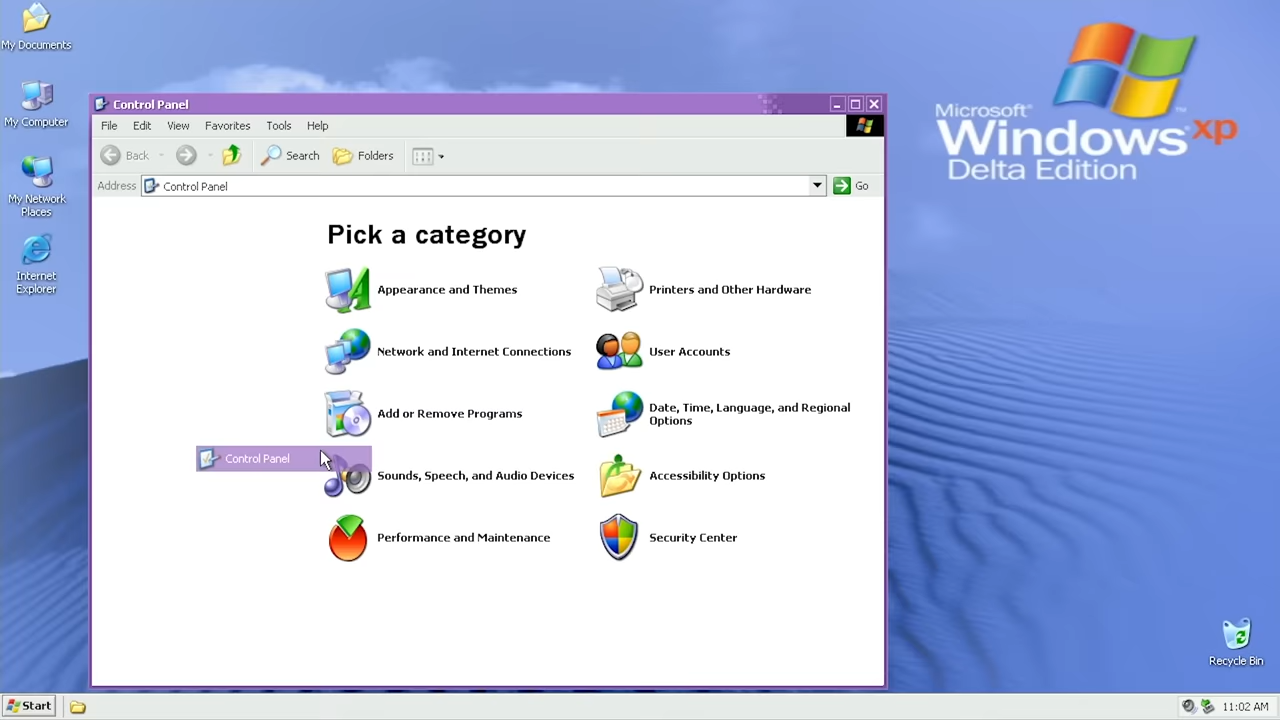 My Documents
My Computer
My Network
Places
Internet
Explorer
Control Panel
File Edit View Favorites Tools Help
Back Search Folders
Address Control Panel Go
Pick a category
Appearance and Themes
Printers and Other Hardware
Network and Internet Connections
User Accounts
Add or Remove Programs
Date, Time, Language, and Regional
Options
Control Panel
Sounds, Speech, and Audio Devices
Accessibility Options
Performance and Maintenance
Security Center
Microsoft®
Windows xp™
Delta Edition
Recycle Bin
Start
11:02 AM